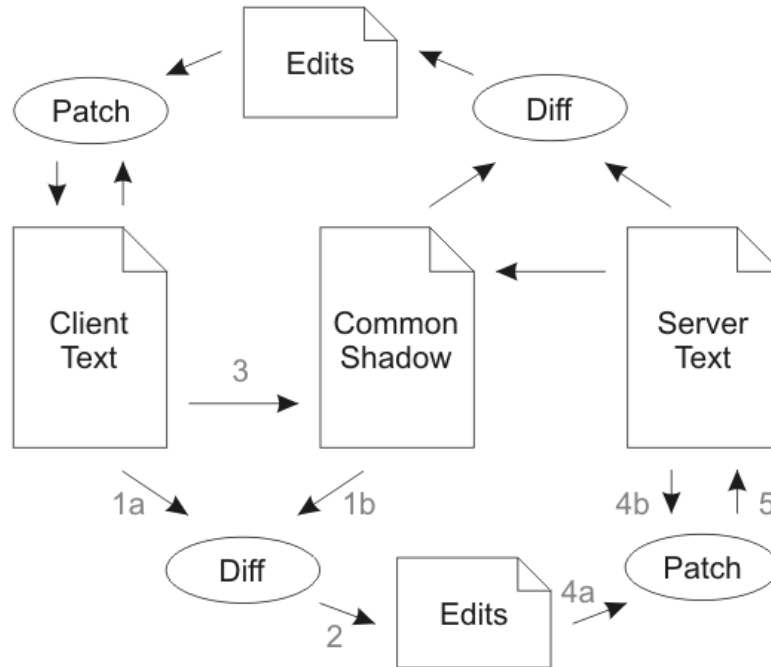 Edits
Patch
Diff
Client
Text
Common
Shadow
Server
Text
3
1a
1b
4b
5
Diff
Patch
2
Edits
4a